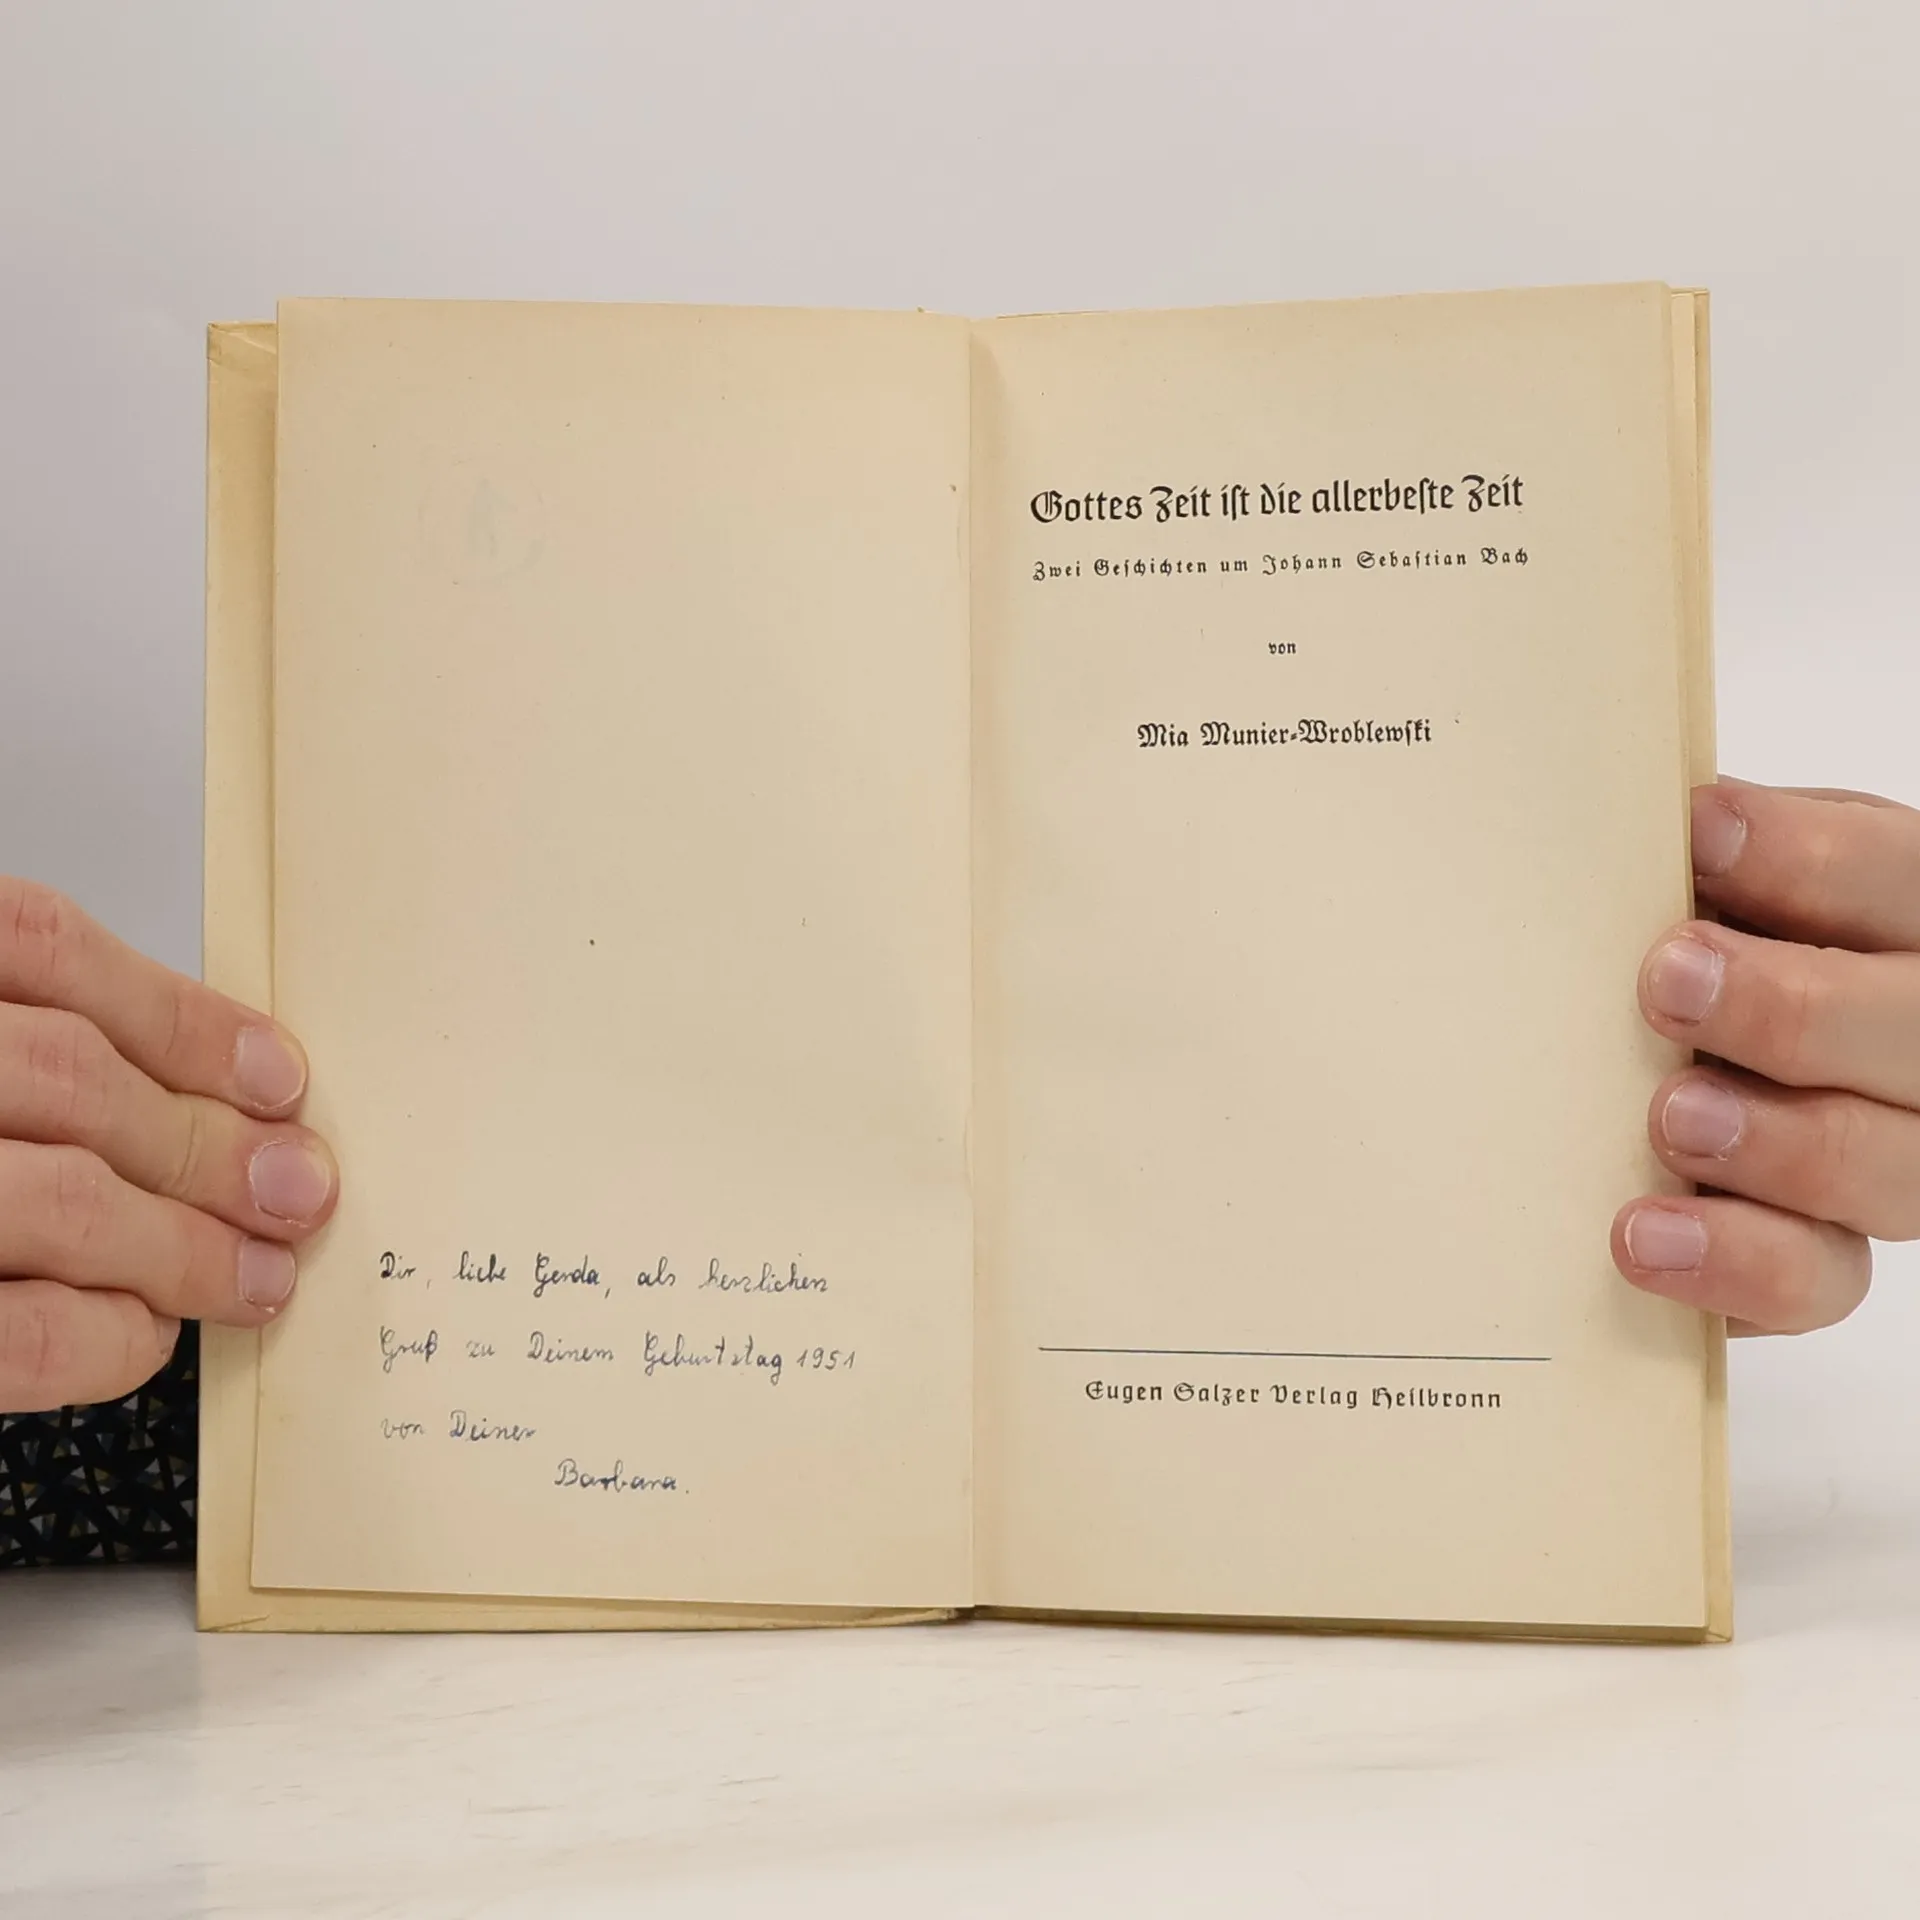 Dir, liebe Gerda, als herzlichen
Gruß zu Deinem Geburtstag 1951
von Deiner
Barbara.
Gottes Zeit iſt die allerbeſte Zeit
Zwei Geſchichten um Johann Sebaſtian Bach
von
Mia Munier-Wroblewſki
Eugen Salzer Verlag Heilbronn